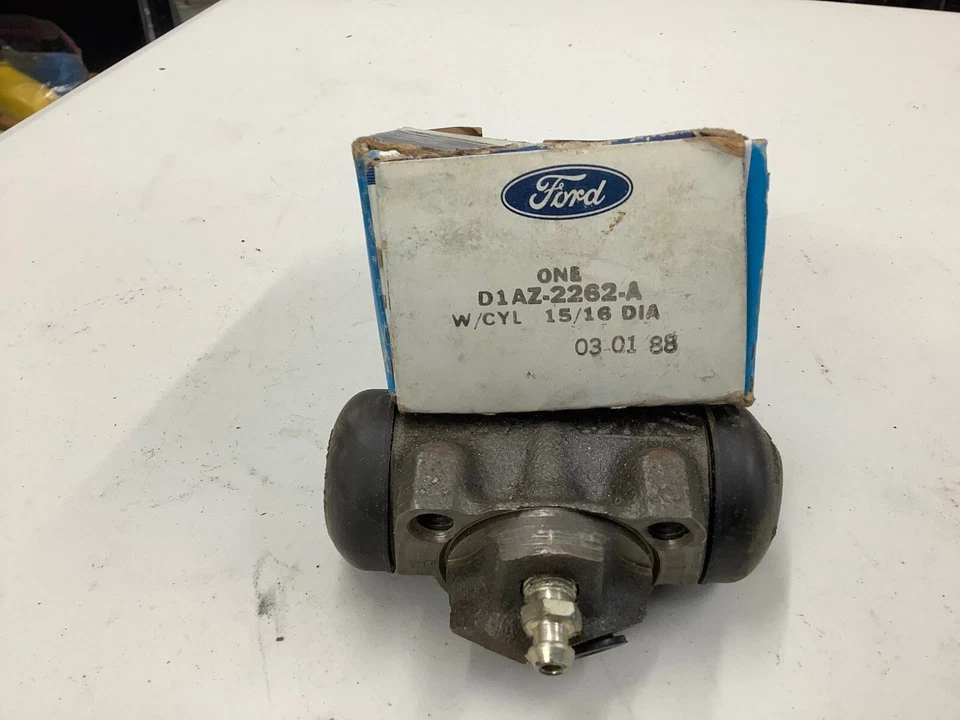 Ford
ONE
D1AZ-2262-A
W/CYL 15/16 DIA
03 01 88